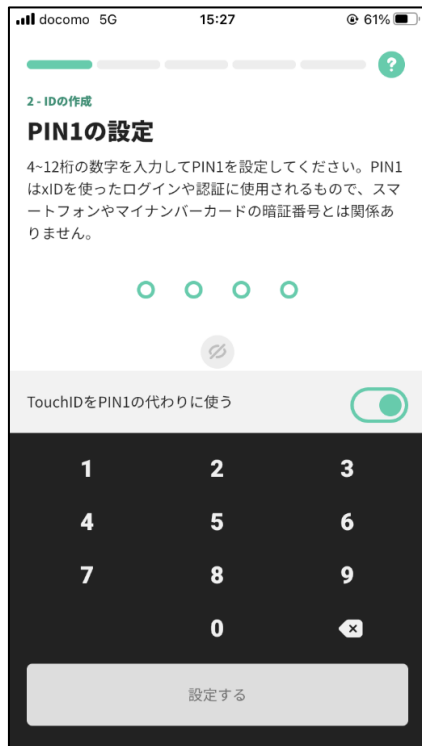 docomo 5G 15:27 61%
?
2 - IDの作成
PIN1の設定
4~12桁の数字を入力してPIN1を設定してください。PIN1
はxIDを使ったログインや認証に使用されるもので、スマ
ートフォンやマイナンバーカードの暗証番号とは関係あ
りません。
TouchIDをPIN1の代わりに使う
1 2 3
4 5 6
7 8 9
0
設定する